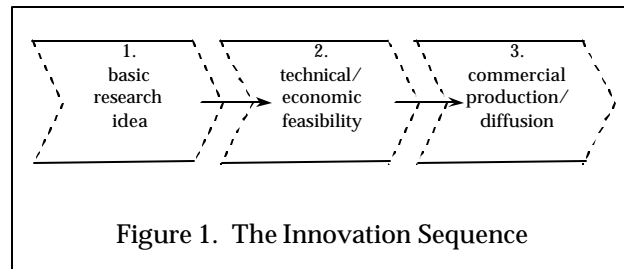 1.
basic
research
idea
2.
technical/
economic
feasibility
3.
commercial
production/
diffusion
Figure 1. The Innovation Sequence